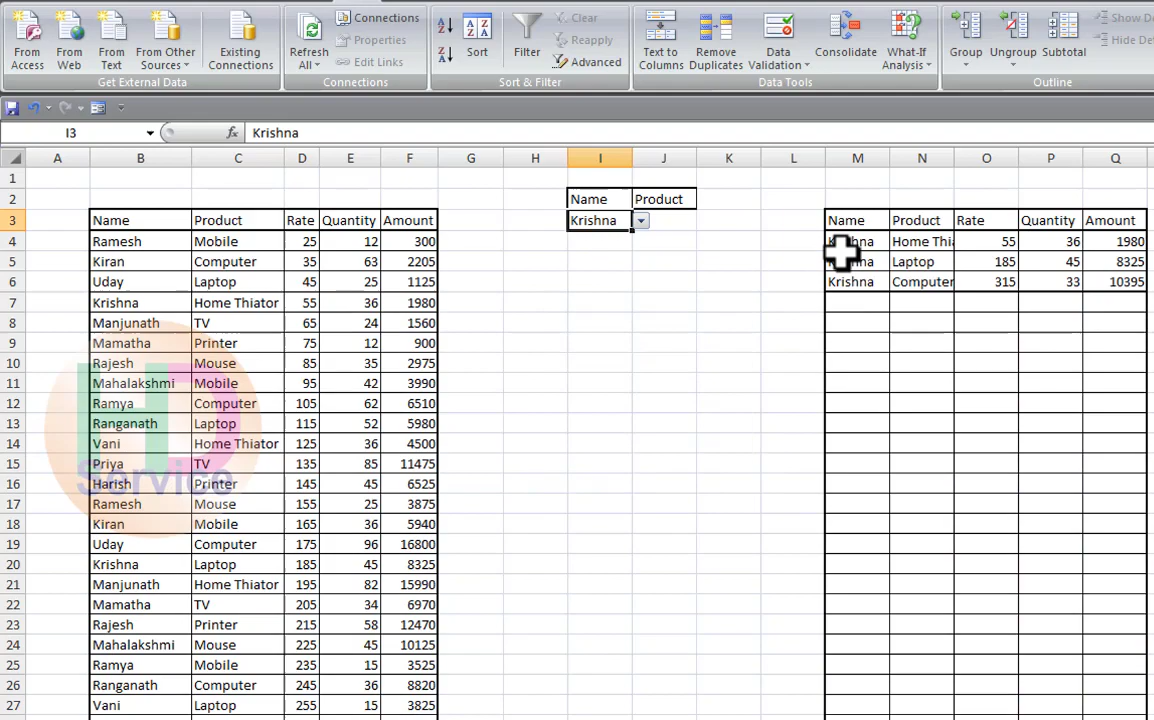 From Access
From Web
From Text
From Other Sources
Existing Connections
Get External Data
Refresh All
Connections
Properties
Edit Links
Connections
Sort
Filter
Clear
Reapply
Advanced
Sort & Filter
Text to Columns
Remove Duplicates
Data Validation
Consolidate
What-If Analysis
Data Tools
Group
Ungroup
Subtotal
Show De
Hide Det
Outline
I3 fx Krishna
A B C D E F G H I J K L M N O P Q
1
2 Name Product
3 Name Product Rate Quantity Amount Krishna Name Product Rate Quantity Amount
4 Ramesh Mobile 25 12 300 Krishna Home Thia 55 36 1980
5 Kiran Computer 35 63 2205 Laptop 185 45 8325
6 Uday Laptop 45 25 1125 Krishna Computer 315 33 10395
7 Krishna Home Thiator 55 36 1980
8 Manjunath TV 65 24 1560
9 Mamatha Printer 75 12 900
10 Rajesh Mouse 85 35 2975
11 Mahalakshmi Mobile 95 42 3990
12 Ramya Computer 105 62 6510
13 Ranganath Laptop 115 52 5980
14 Vani Home Thiator 125 36 4500
15 Priya TV 135 85 11475
16 Harish Printer 145 45 6525
17 Ramesh Mouse 155 25 3875
18 Kiran Mobile 165 36 5940
19 Uday Computer 175 96 16800
20 Krishna Laptop 185 45 8325
21 Manjunath Home Thiator 195 82 15990
22 Mamatha TV 205 34 6970
23 Rajesh Printer 215 58 12470
24 Mahalakshmi Mouse 225 45 10125
25 Ramya Mobile 235 15 3525
26 Ranganath Computer 245 36 8820
27 Vani Laptop 255 15 3825
HD
Service